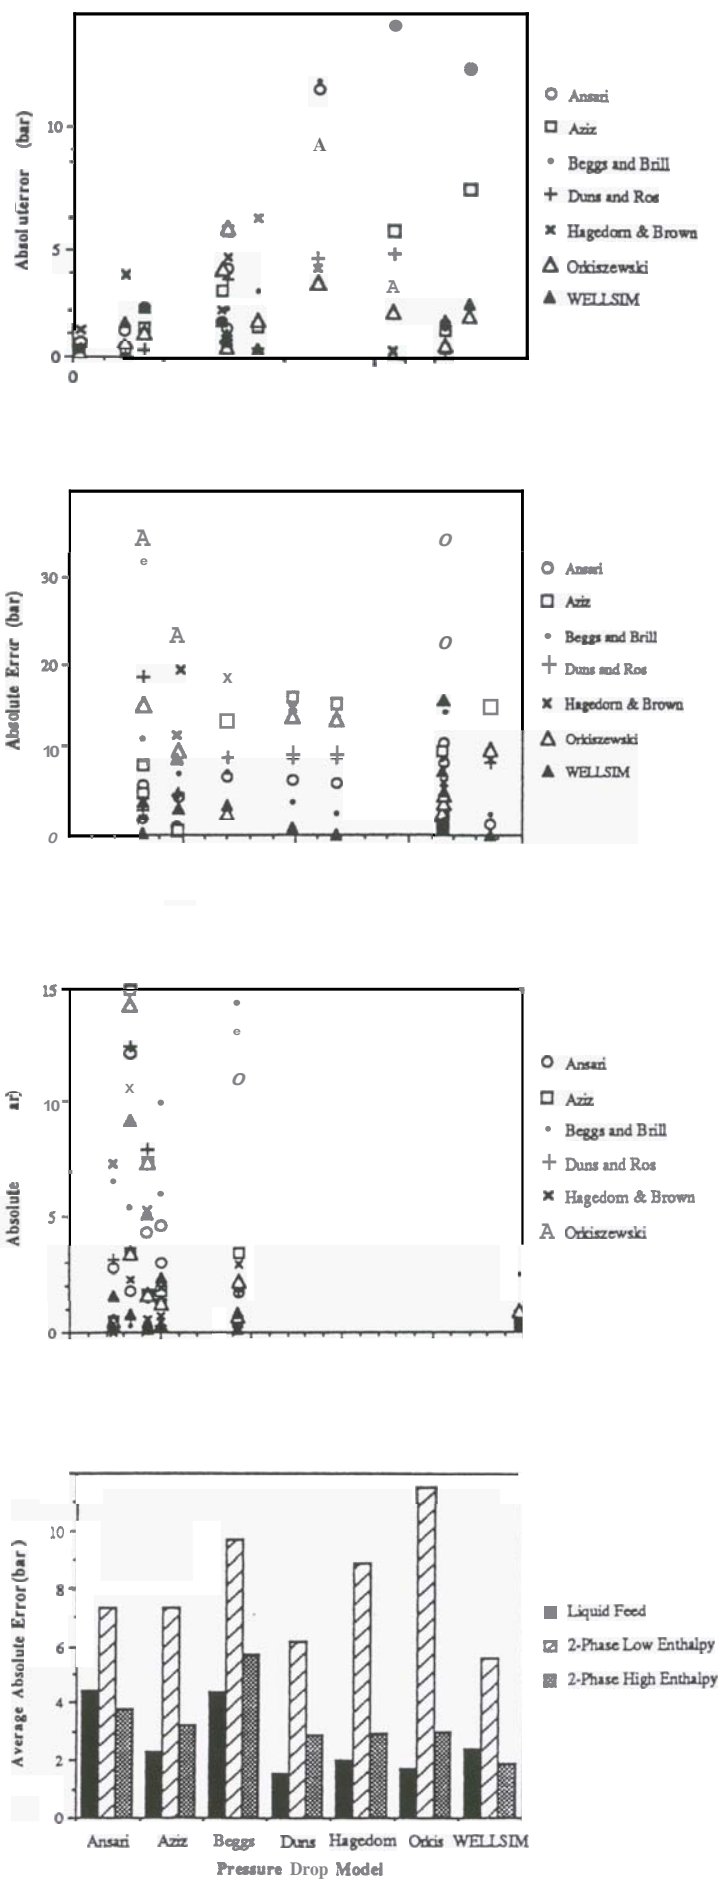 Absoluterror (bar)
10
5
0
0
Ansari
Aziz
Beggs and Brill
Duns and Ros
Hagedorn & Brown
Orkiszewski
WELLSIM
A
A
Absolute Error (bar)
30
20
10
0
A
e
A
O
O
Ansari
Aziz
Beggs and Brill
Duns and Ros
Hagedorn & Brown
Orkiszewski
WELLSIM
Absolute ar)
15
10
5
0
e
O
Ansari
Aziz
Beggs and Brill
Duns and Ros
Hagedorn & Brown
A Orkiszewski
Average Absolute Error (bar)
10
8
6
4
2
0
Ansari Aziz Beggs Duns Hagedorn Orkis WELLSIM
Pressure Drop Model
Liquid Feed
2-Phase Low Enthalpy
2-Phase High Enthalpy